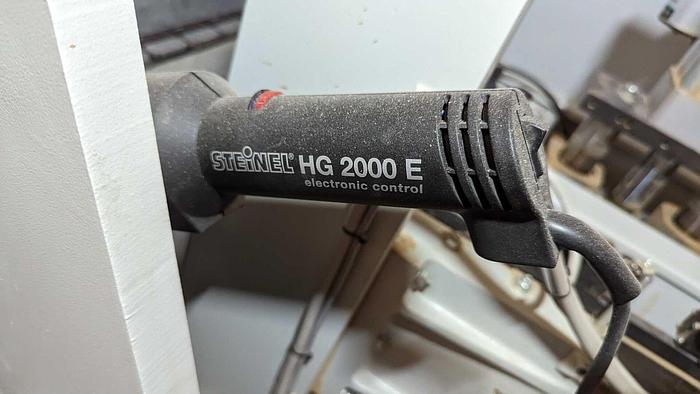 STEINEL® HG 2000 E
electronic control